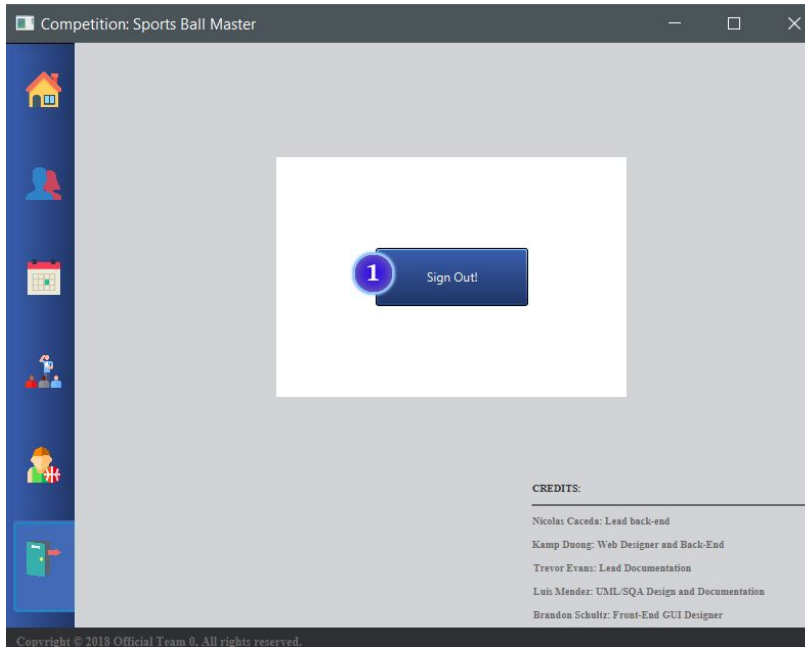 Competition: Sports Ball Master
1
Sign Out!
CREDITS:
Nicolas Caceda: Lead back-end
Kamp Duong: Web Designer and Back-End
Trevor Evans: Lead Documentation
Luis Mendez: UML/SQA Design and Documentation
Brandon Schultz: Front-End GUI Designer
Copyright © 2018 Official Team 0. All rights reserved.